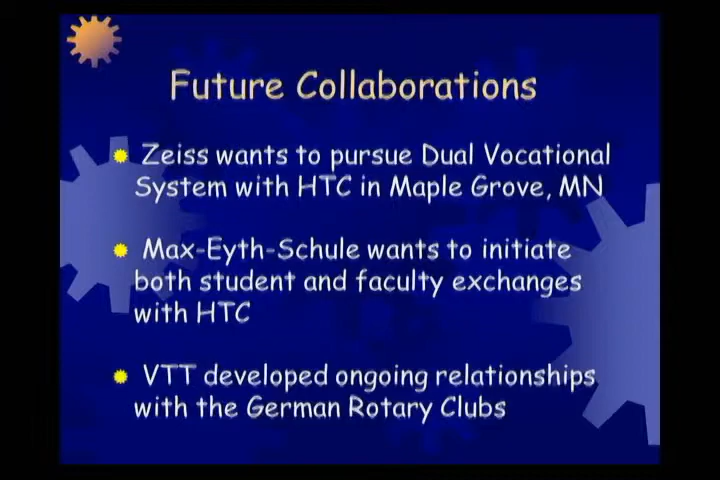 Future Collaborations
Zeiss wants to pursue Dual Vocational
System with HTC in Maple Grove, MN
Max-Eyth-Schule wants to initiate
both student and faculty exchanges
with HTC
VTT developed ongoing relationships
with the German Rotary Clubs